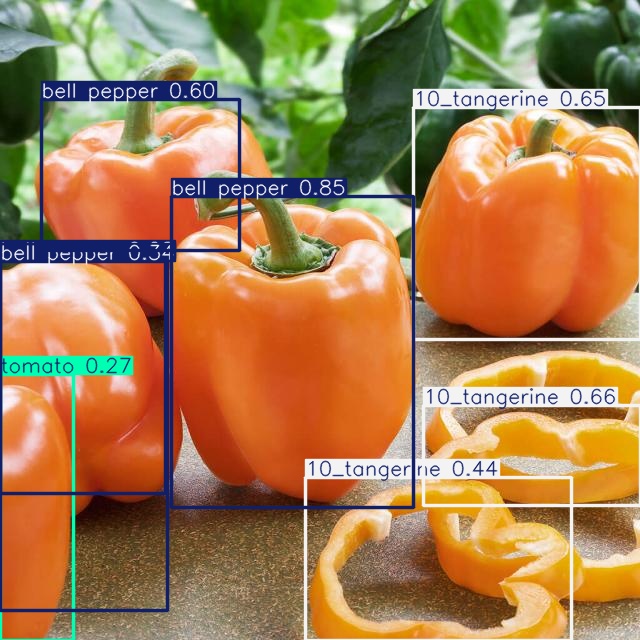 bell pepper 0.60
10_tangerine 0.65
bell pepper 0.85
bell pepper 0.34
tomato 0.27
10_tangerine 0.66
10_tangerine 0.44